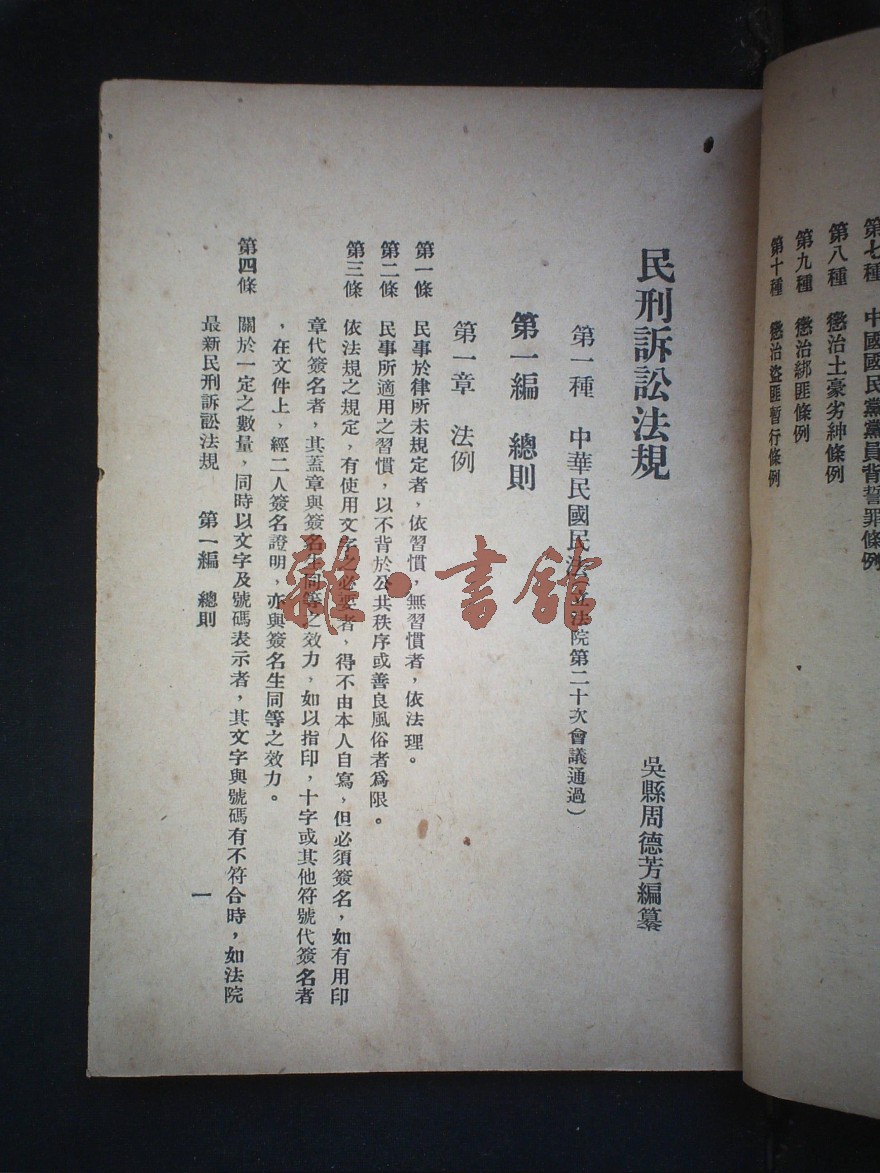 第七種　中國國民黨黨員背誓罪條例
第八種　懲治土豪劣紳條例
第九種　懲治綁匪條例
第十種　懲治盜匪暫行條例
民刑訴訟法規
吳縣周德芳編纂
第一種　中華民國民法（立法院第二十次會議通過）
第一編　總則
第一章　法例
第一條　民事於律所未規定者，依習慣，無習慣者，依法理。
第二條　民事所適用之習慣，以不背於公共秩序或善良風俗者爲限。
第三條　依法規之規定，有使用文字之必要者，得不由本人自寫，但必須簽名，如有用印
章代簽名者，其蓋章與簽名生同等之效力，如以指印，十字或其他符號代簽名者
，在文件上，經二人簽名證明，亦與簽名生同等之效力。
第四條　關於一定之數量，同時以文字及號碼表示者，其文字與號碼有不符合時，如法院
最新民刑訴訟法規　第一編　總則
一
雜·書館